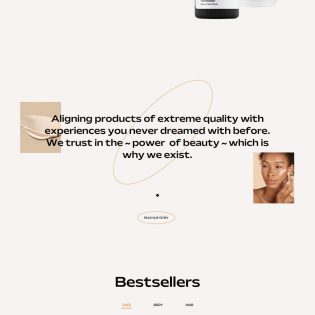 Aligning products of extreme quality with
experiences you never dreamed with before.
We trust in the ~ power of beauty ~ which is
why we exist.
*
READ OUR STORY
Bestsellers
FACE BODY HAIR